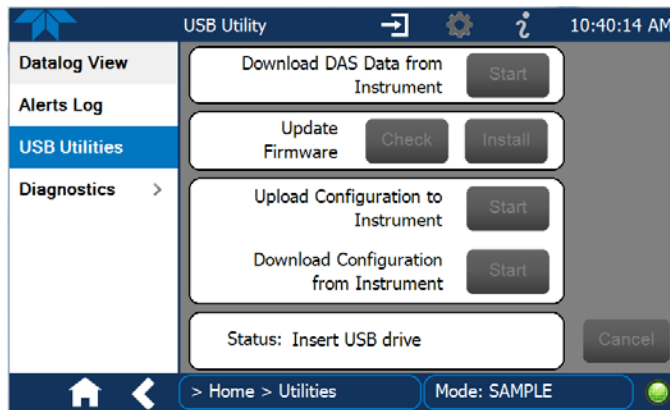 USB Utility
10:40:14 AM
Datalog View
Alerts Log
USB Utilities
Diagnostics >
Download DAS Data from
Instrument
Start
Update
Firmware
Check
Install
Upload Configuration to
Instrument
Start
Download Configuration
from Instrument
Start
Status: Insert USB drive
Cancel
> Home > Utilities
Mode: SAMPLE